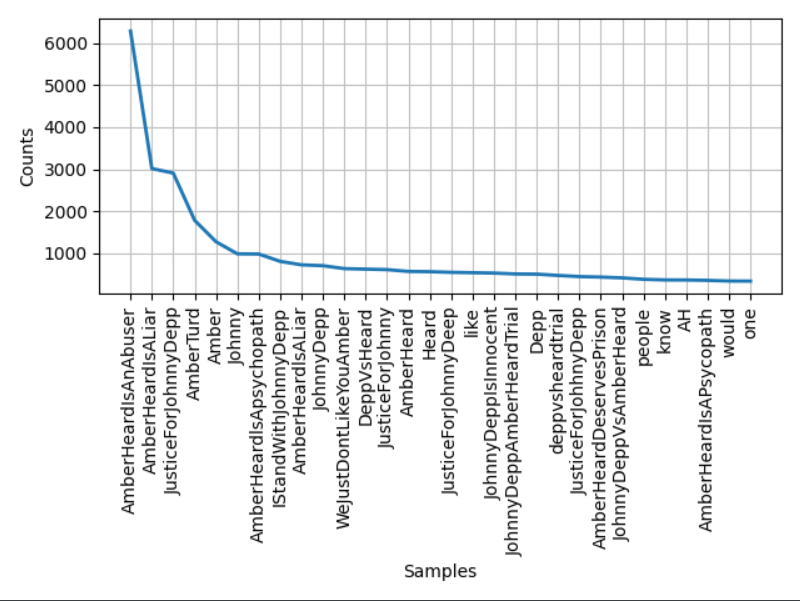 6000
5000
4000
3000
2000
1000
Counts
AmberHeardIsAnAbuser
AmberHeardIsALiar
JusticeForJohnnyDepp
AmberTurd
Amber
Johnny
AmberHeardIsApsychopath
IStandWithJohnnyDepp
AmberHeardIsALiar
JohnnyDepp
WeJustDontLikeYouAmber
DeppVsHeard
JusticeForJohnny
AmberHeard
Heard
JusticeForJohnnyDeep
like
JohnnyDeppIsInnocent
JohnnyDeppAmberHeardTrial
Depp
deppvsheardtrial
JusticeForJohhnyDepp
AmberHeardDeservesPrison
JohnnyDeppVsAmberHeard
people
know
AH
AmberHeardIsAPsycopath
would
one
Samples